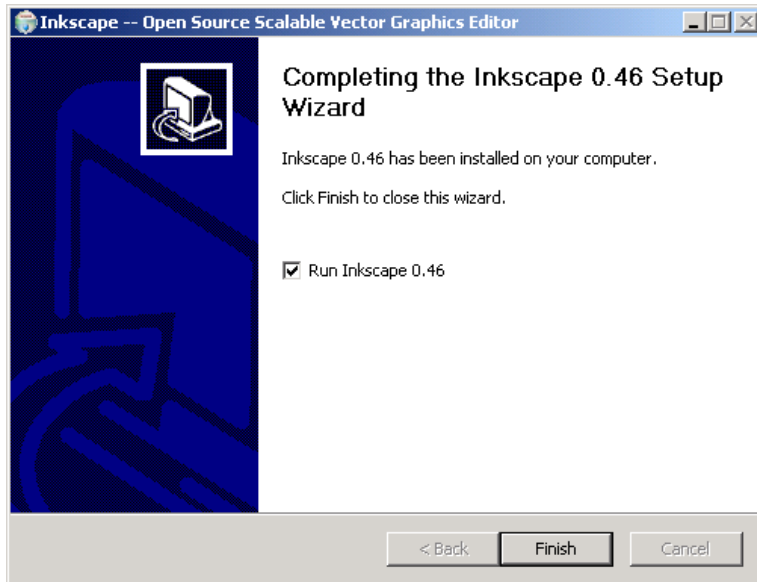 Inkscape -- Open Source Scalable Vector Graphics Editor
Completing the Inkscape 0.46 Setup
Wizard
Inkscape 0.46 has been installed on your computer.
Click Finish to close this wizard.
Run Inkscape 0.46
< Back Finish Cancel